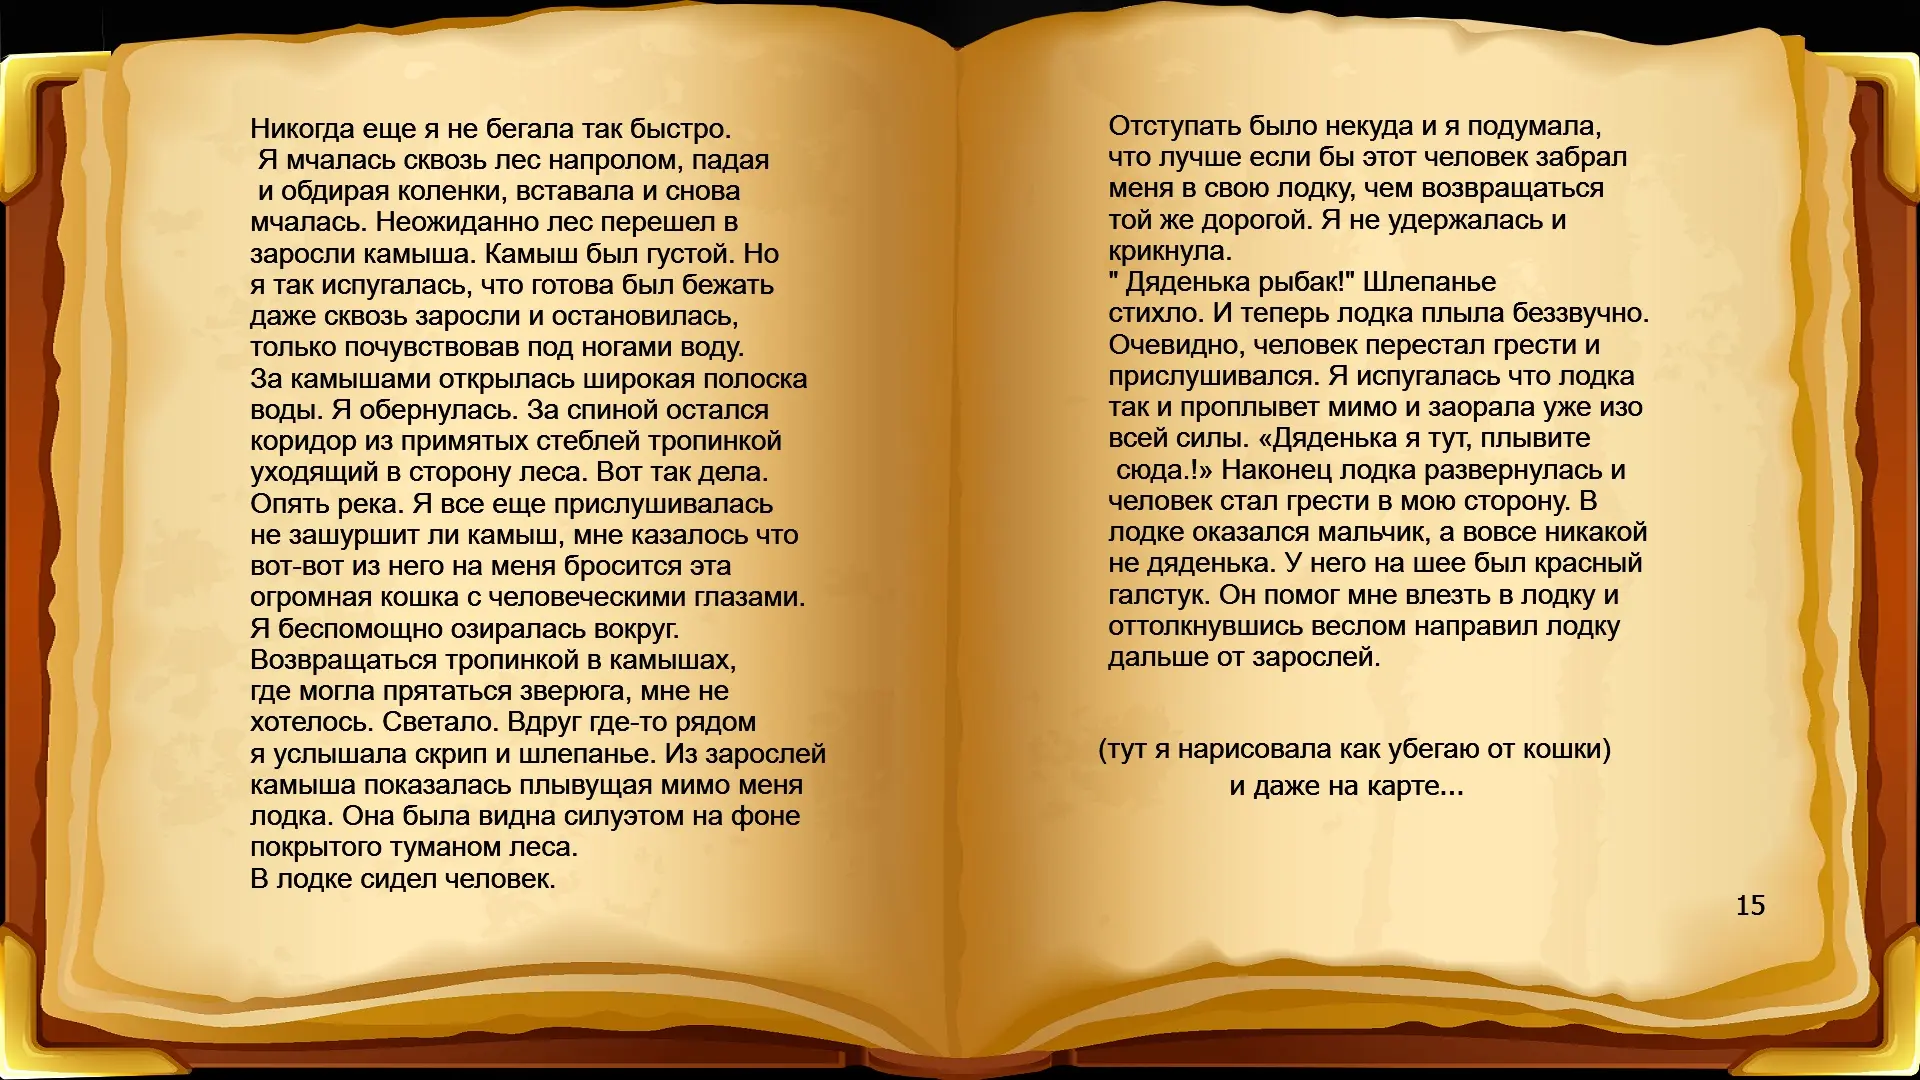 Никогда еще я не бегала так быстро.
Я мчалась сквозь лес напролом, падая
и обдирая коленки, вставала и снова
мчалась. Неожиданно лес перешел в
заросли камыша. Камыш был густой. Но
я так испугалась, что готова был бежать
даже сквозь заросли и остановилась,
только почувствовав под ногами воду.
За камышами открылась широкая полоска
воды. Я обернулась. За спиной остался
коридор из примятых стеблей тропинкой
уходящий в сторону леса. Вот так дела.
Опять река. Я все еще прислушивалась
не зашуршит ли камыш, мне казалось что
вот-вот из него на меня бросится эта
огромная кошка с человеческими глазами.
Я беспомощно озиралась вокруг.
Возвращаться тропинкой в камышах,
где могла прятаться зверюга, мне не
хотелось. Светало. Вдруг где-то рядом
я услышала скрип и шлепанье. Из зарослей
камыша показалась плывущая мимо меня
лодка. Она была видна силуэтом на фоне
покрытого туманом леса.
В лодке сидел человек.
Отступать было некуда и я подумала,
что лучше если бы этот человек забрал
меня в свою лодку, чем возвращаться
той же дорогой. Я не удержалась и
крикнула.
" Дяденька рыбак!" Шлепанье
стихло. И теперь лодка плыла беззвучно.
Очевидно, человек перестал грести и
прислушивался. Я испугалась что лодка
так и проплывет мимо и заорала уже изо
всей силы. «Дяденька я тут, плывите
сюда.!» Наконец лодка развернулась и
человек стал грести в мою сторону. В
лодке оказался мальчик, а вовсе никакой
не дяденька. У него на шее был красный
галстук. Он помог мне влезть в лодку и
оттолкнувшись веслом направил лодку
дальше от зарослей.
(тут я нарисовала как убегаю от кошки)
и даже на карте...
15